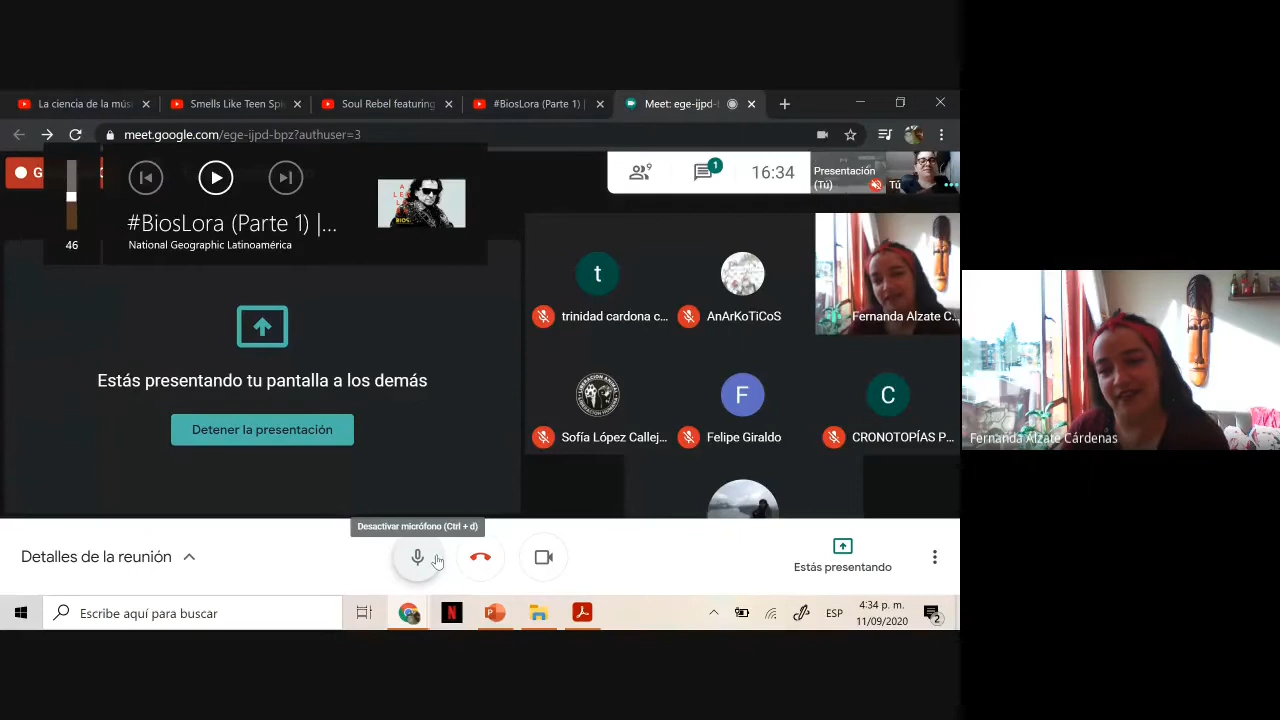 La ciencia de la mús
Smells Like Teen Spi
Soul Rebel featuring
#BiosLora (Parte 1) |
Meet: ege-ijpd-b
meet.google.com/ege-ijpd-bpz?authuser=3
G
#BiosLora (Parte 1) |...
National Geographic Latinoamérica
46
9
1
16:34
Presentación
(Tú)
Tú
Estás presentando tu pantalla a los demás
Detener la presentación
t
trinidad cardona c...
AnArKoTiCoS
Fernanda Alzate C...
Sofía López Callej...
F
Felipe Giraldo
C
CRONOTOPÍAS P...
Fernanda Alzate Cárdenas
Desactivar micrófono (Ctrl + d)
Detalles de la reunión
Estás presentando
Escribe aquí para buscar
N
ESP
4:34 p. m.
11/09/2020
2